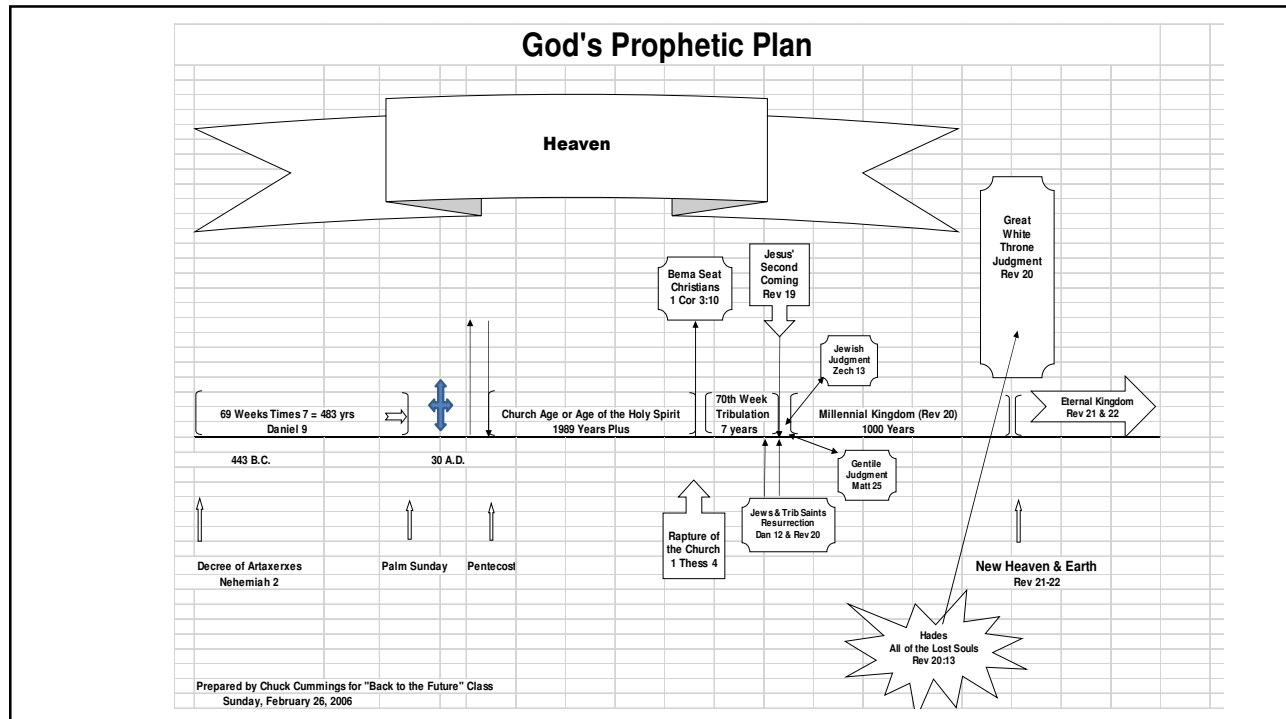 God's Prophetic Plan
Heaven
Great
White
Throne
Judgment
Rev 20
Jesus'
Second
Coming
Rev 19
Bema Seat
Christians
1 Cor 3:10
Jewish
Judgment
Zech 13
69 Weeks Times 7 = 483 yrs
Daniel 9
Church Age or Age of the Holy Spirit
1989 Years Plus
70th Week
Tribulation
7 years
Millennial Kingdom (Rev 20)
1000 Years
Eternal Kingdom
Rev 21 & 22
443 B.C.
30 A.D.
Gentile
Judgment
Matt 25
Jews & Trib Saints
Resurrection
Dan 12 & Rev 20
Rapture of
the Church
1 Thess 4
Decree of Artaxerxes
Nehemiah 2
Palm Sunday
Pentecost
New Heaven & Earth
Rev 21-22
Hades
All of the Lost Souls
Rev 20:13
Prepared by Chuck Cummings for "Back to the Future" Class
Sunday, February 26, 2006